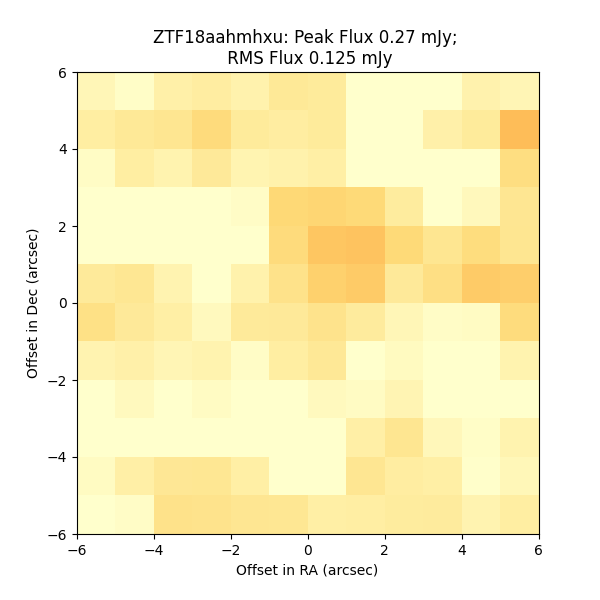 ZTF18aahmhxu: Peak Flux 0.27 mJy;
RMS Flux 0.125 mJy
6
4
2
0
−2
−4
−6
Offset in Dec (arcsec)
−6 −4 −2 0 2 4 6
Offset in RA (arcsec)